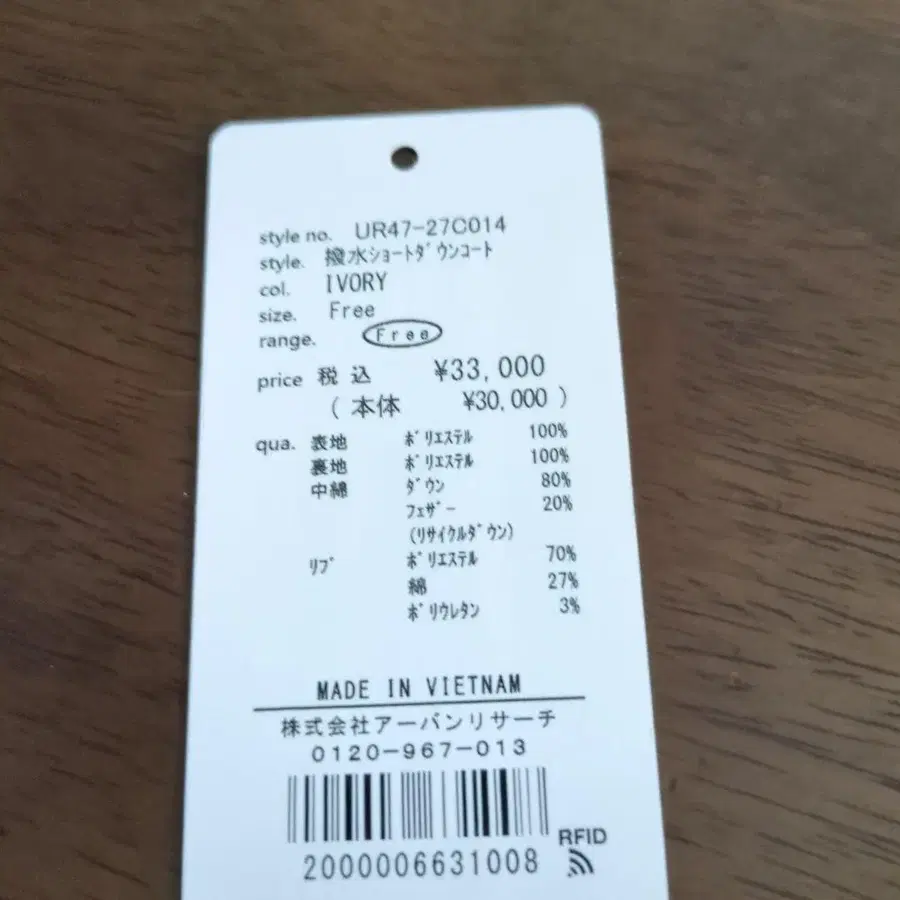 style no. UR47-27C014
style. 撥水ｼｮｰﾄﾀﾞｳﾝｺｰﾄ
col. IVORY
size. Free
range. Free
price 税込 ¥33,000
(本体 ¥30,000)
qua. 表地 ﾎﾟﾘｴｽﾃﾙ 100%
裏地 ﾎﾟﾘｴｽﾃﾙ 100%
中綿 ﾀﾞｳﾝ 80%
ﾌｪｻﾞｰ 20%
(ﾘｻｲｸﾙﾀﾞｳﾝ)
ﾘﾌﾞ ﾎﾟﾘｴｽﾃﾙ 70%
綿 27%
ﾎﾟﾘｳﾚﾀﾝ 3%
MADE IN VIETNAM
株式会社アーバンリサーチ
0120-967-013
RFID
2000006631008